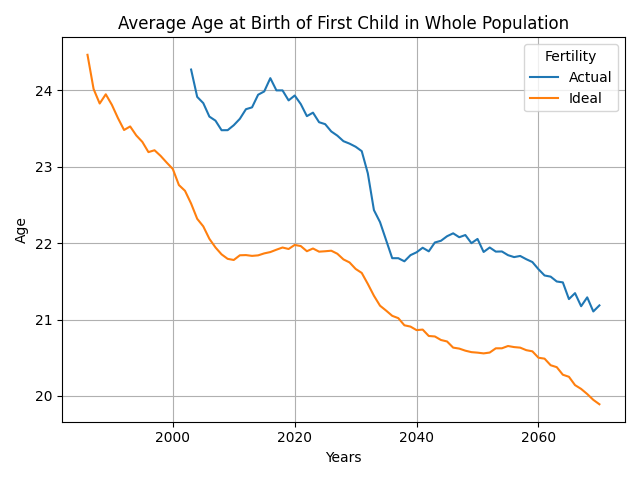 Average Age at Birth of First Child in Whole Population
Fertility
Actual
Ideal
24
23
22
21
20
Age
2000 2020 2040 2060
Years